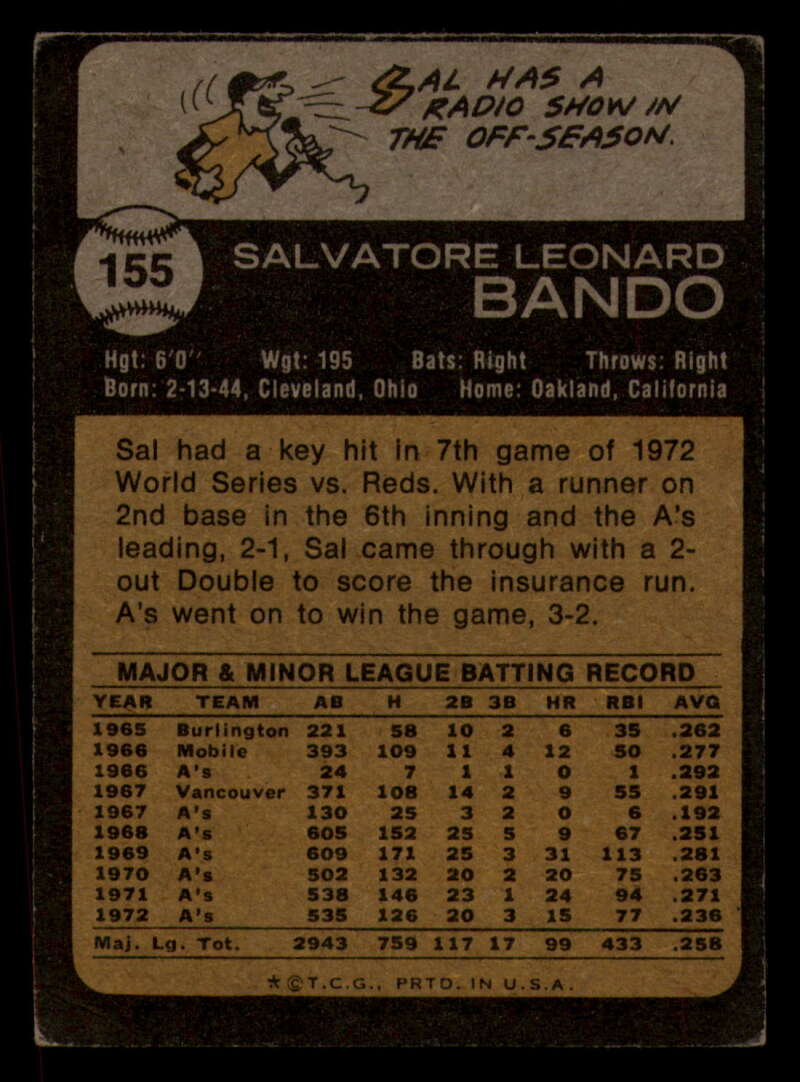 SAL HAS A
RADIO SHOW IN
THE OFF-SEASON.
155
SALVATORE LEONARD
BANDO
Hgt: 6'0" Wgt: 195 Bats: Right Throws: Right
Born: 2-13-44, Cleveland, Ohio Home: Oakland, California
Sal had a key hit in 7th game of 1972
World Series vs. Reds. With a runner on
2nd base in the 6th inning and the A's
leading, 2-1, Sal came through with a 2-
out Double to score the insurance run.
A's went on to win the game, 3-2.
MAJOR & MINOR LEAGUE BATTING RECORD
YEAR TEAM AB H 2B 3B HR RBI AVG
1965 Burlington 221 58 10 2 6 35 .262
1966 Mobile 393 109 11 4 12 50 .277
1966 A's 24 7 1 1 0 1 .292
1967 Vancouver 371 108 14 2 9 55 .291
1967 A's 130 25 3 2 0 6 .192
1968 A's 605 152 25 5 9 67 .251
1969 A's 609 171 25 3 31 113 .281
1970 A's 502 132 20 2 20 75 .263
1971 A's 538 146 23 1 24 94 .271
1972 A's 535 126 20 3 15 77 .236
Maj. Lg. Tot. 2943 759 117 17 99 433 .258
*©T.C.G., PRTD. IN U.S.A.